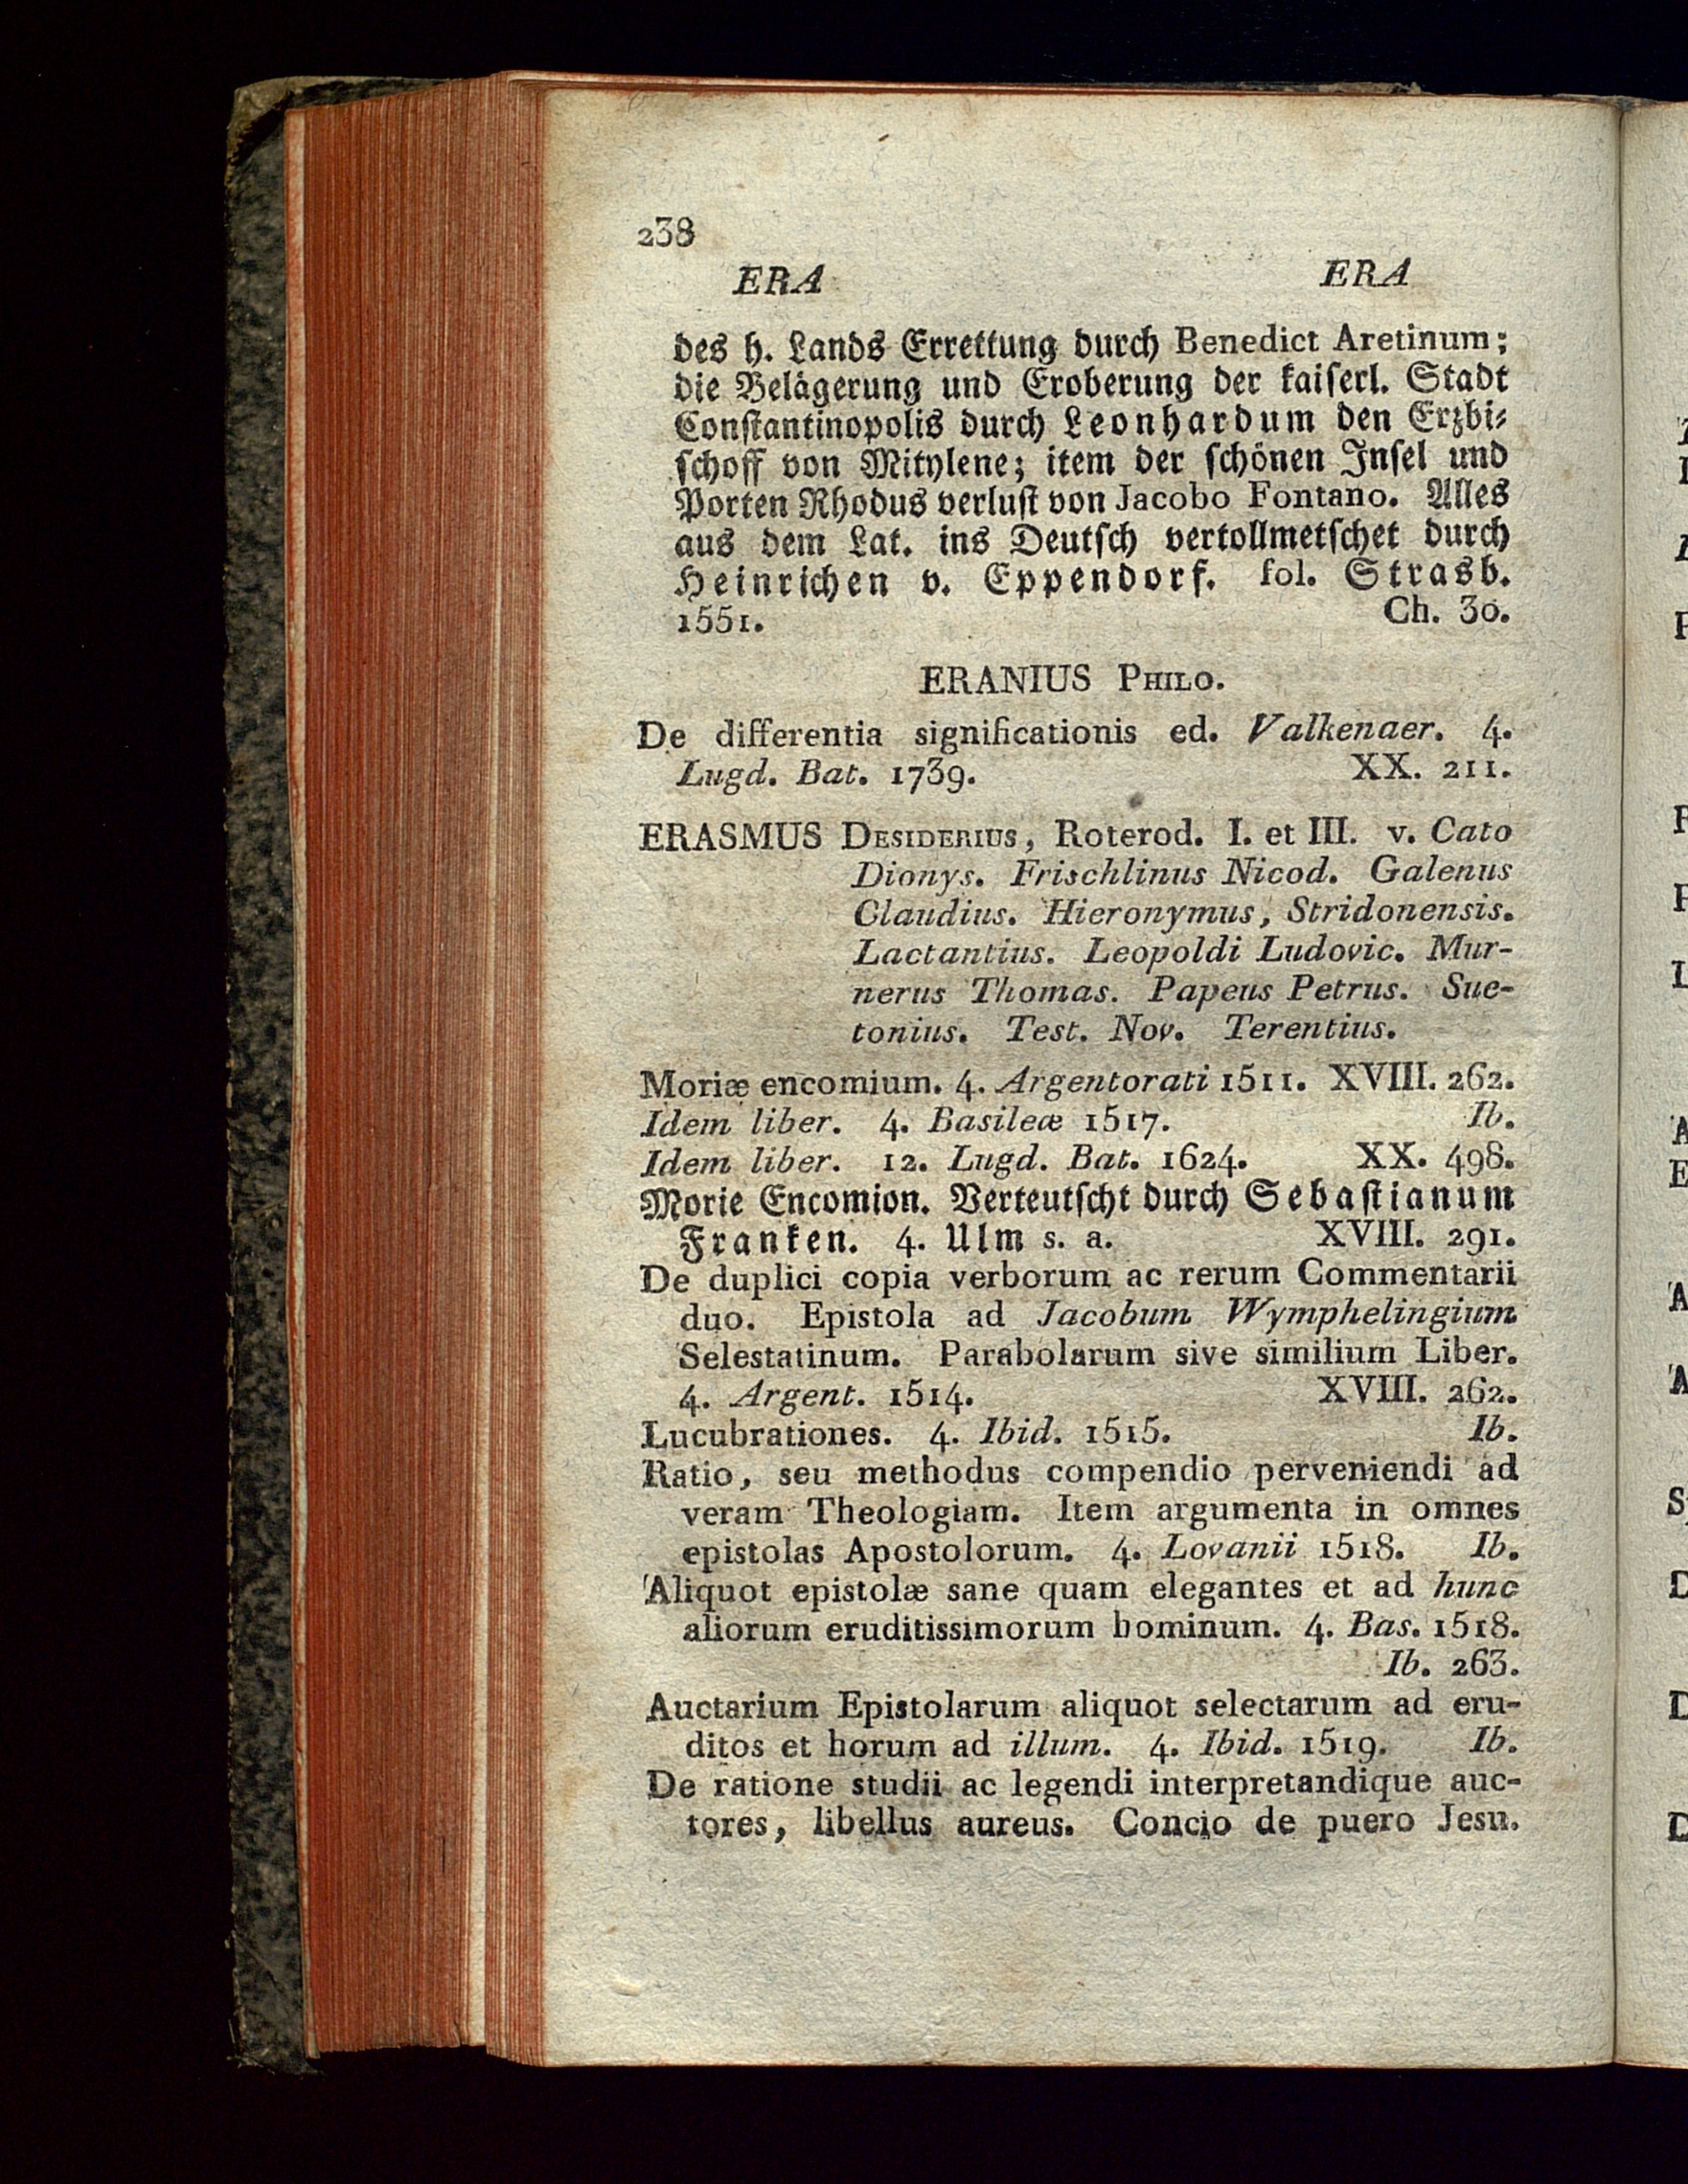 238
ERA ERA
des h. Lands Errettung durch Benedict Aretinum;
die Belägerung und Eroberung der kaiserl. Stadt
Constantinopolis durch Leonhardum den Erzbi-
schoff von Mitylene; item der schönen Insel und
Porten Rhodus verlust von Jacobo Fontano. Alles
aus dem Lat. ins Deutsch vertollmetschet durch
Heinrichen v. Eppendorf. fol. Strasb.
1551. Ch. 30.
ERANIUS PHILO.
De differentia significationis ed. Valkenaer. 4.
Lugd. Bat. 1739. XX. 211.
ERASMUS DESIDERIUS, Roterod. I. et III. v. Cato
Dionys. Frischlinus Nicod. Galenus
Claudius. Hieronymus, Stridonensis.
Lactantius. Leopoldi Ludovic. Mur-
nerus Thomas. Papeus Petrus. Sue-
tonius. Test. Nov. Terentius.
Moriæ encomium. 4. Argentorati 1511. XVIII. 262.
Idem liber. 4. Basileæ 1517. Ib.
Idem liber. 12. Lugd. Bat. 1624. XX. 498.
Morie Encomion. Verteutscht durch Sebastianum
Franken. 4. Ulm s. a. XVIII. 291.
De duplici copia verborum ac rerum Commentarii
duo. Epistola ad Jacobum Wymphelingium
Selestatinum. Parabolarum sive similium Liber.
4. Argent. 1514. XVIII. 262.
Lucubrationes. 4. Ibid. 1515. Ib.
Ratio, seu methodus compendio perveniendi ad
veram Theologiam. Item argumenta in omnes
epistolas Apostolorum. 4. Lovanii 1518. Ib.
Aliquot epistolæ sane quam elegantes et ad hunc
aliorum eruditissimorum hominum. 4. Bas. 1518.
Ib. 263.
Auctarium Epistolarum aliquot selectarum ad eru-
ditos et horum ad illum. 4. Ibid. 1519. Ib.
De ratione studii ac legendi interpretandique auc-
tores, libellus aureus. Concio de puero Jesu.